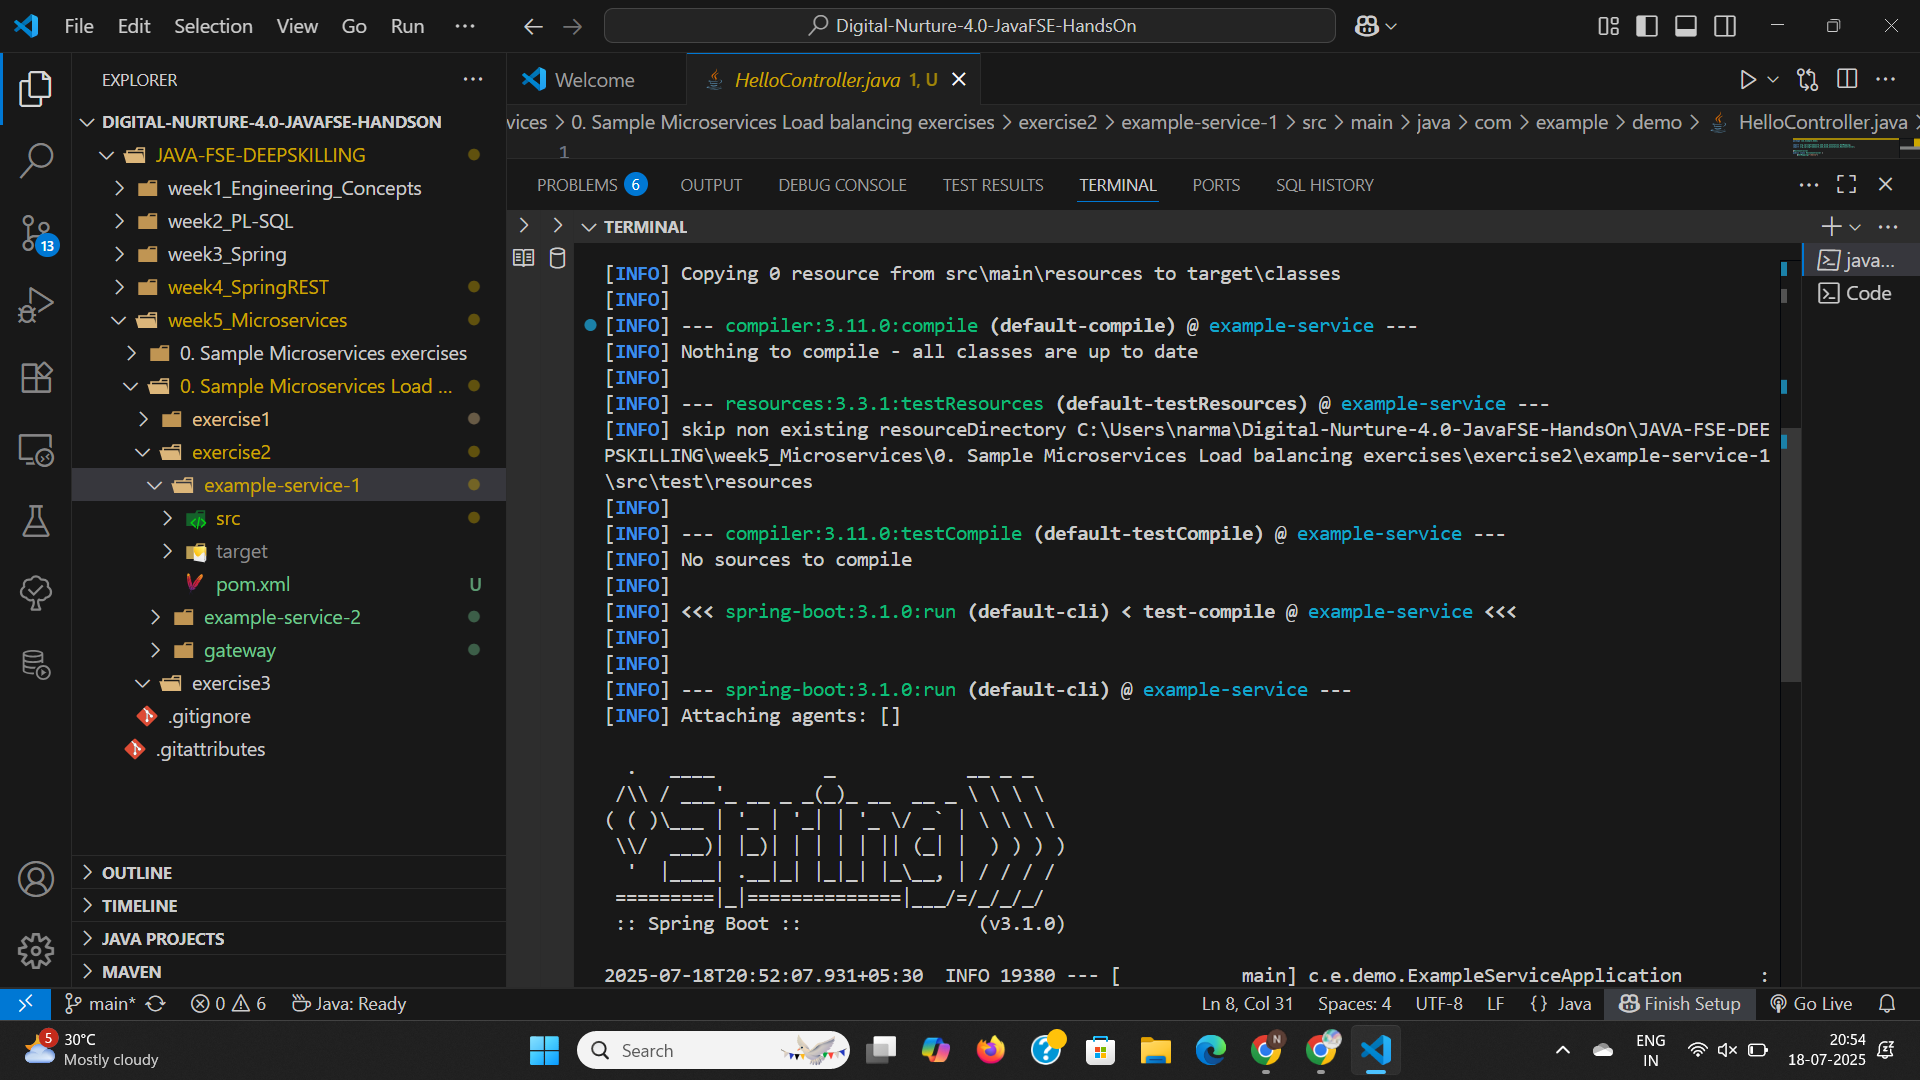 File Edit Selection View Go Run ···
Digital-Nurture-4.0-JavaFSE-HandsOn
EXPLORER
Welcome
HelloController.java 1, U
DIGITAL-NURTURE-4.0-JAVAFSE-HANDSON
vices > 0. Sample Microservices Load balancing exercises > exercise2 > example-service-1 > src > main > java > com > example > demo > HelloController.java
1
JAVA-FSE-DEEPSKILLING
week1_Engineering_Concepts
week2_PL-SQL
week3_Spring
week4_SpringREST
week5_Microservices
0. Sample Microservices exercises
0. Sample Microservices Load ...
exercise1
exercise2
example-service-1
src
target
pom.xml U
example-service-2
gateway
exercise3
.gitignore
.gitattributes
OUTLINE
TIMELINE
JAVA PROJECTS
MAVEN
13
PROBLEMS 6 OUTPUT DEBUG CONSOLE TEST RESULTS TERMINAL PORTS SQL HISTORY
TERMINAL
java...
Code
[INFO] Copying 0 resource from src\main\resources to target\classes
[INFO]
[INFO] --- compiler:3.11.0:compile (default-compile) @ example-service ---
[INFO] Nothing to compile - all classes are up to date
[INFO]
[INFO] --- resources:3.3.1:testResources (default-testResources) @ example-service ---
[INFO] skip non existing resourceDirectory C:\Users\narma\Digital-Nurture-4.0-JavaFSE-HandsOn\JAVA-FSE-DEE
PSKILLING\week5_Microservices\0. Sample Microservices Load balancing exercises\exercise2\example-service-1
\src\test\resources
[INFO]
[INFO] --- compiler:3.11.0:testCompile (default-testCompile) @ example-service ---
[INFO] No sources to compile
[INFO]
[INFO] <<< spring-boot:3.1.0:run (default-cli) < test-compile @ example-service <<<
[INFO]
[INFO]
[INFO] --- spring-boot:3.1.0:run (default-cli) @ example-service ---
[INFO] Attaching agents: []
  .   ____          _            __ _ _
 /\\ / ___'_ __ _ _(_)_ __  __ _ \ \ \ \
( ( )\___ | '_ | '_| | '_ \/ _` | \ \ \ \
 \\/  ___)| |_)| | | | | || (_| |  ) ) ) )
  '  |____| .__|_| |_|_| |_\__, | / / / /
 =========|_|==============|___/=/_/_/_/
 :: Spring Boot ::                (v3.1.0)
2025-07-18T20:52:07.931+05:30  INFO 19380 --- [           main] c.e.demo.ExampleServiceApplication       :
main* 0 6 Java: Ready
Ln 8, Col 31 Spaces: 4 UTF-8 LF {} Java Finish Setup Go Live
5
30°C
Mostly cloudy
Search
N
ENG
IN
20:54
18-07-2025